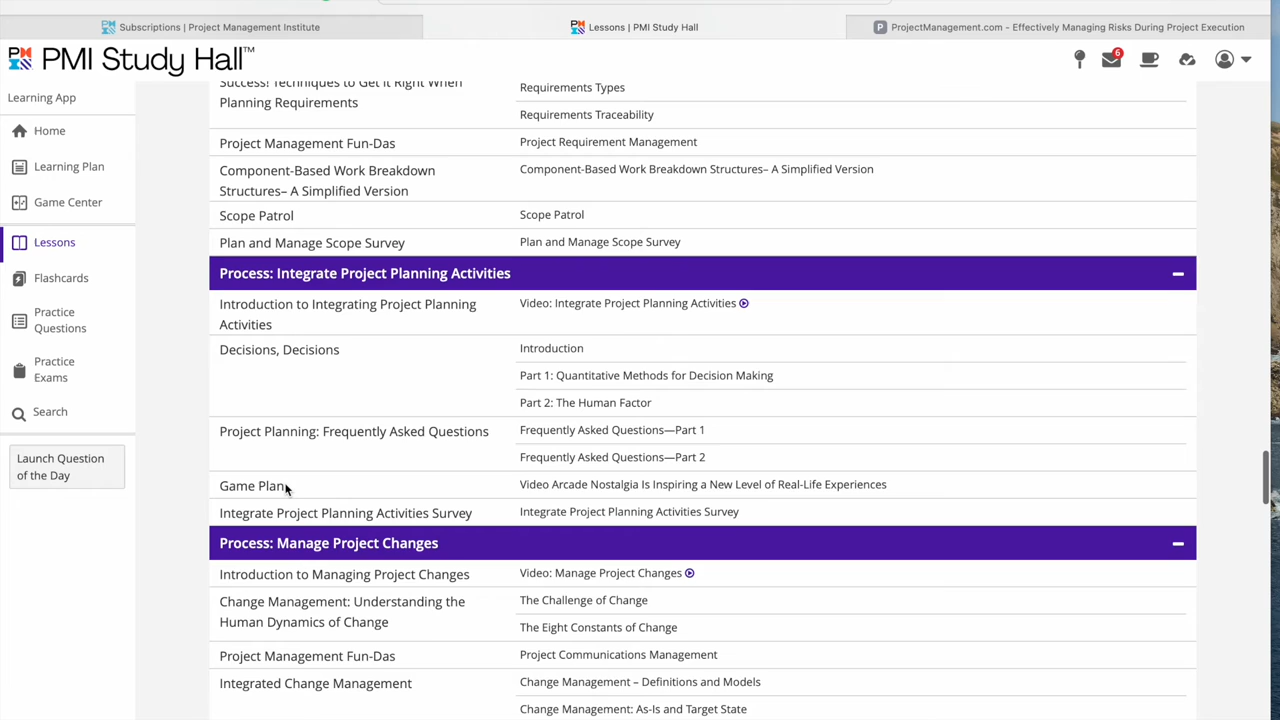 Subscriptions | Project Management Institute
Lessons | PMI Study Hall
P
ProjectManagement.com - Effectively Managing Risks During Project Execution
PMI Study Hall™
6
Learning App
Home
Learning Plan
Game Center
Lessons
Flashcards
Practice
Questions
Practice
Exams
Search
Launch Question
of the Day
Success! Techniques to Get it Right When
Planning Requirements
Requirements Types
Requirements Traceability
Project Management Fun-Das
Project Requirement Management
Component-Based Work Breakdown
Structures– A Simplified Version
Component-Based Work Breakdown Structures– A Simplified Version
Scope Patrol
Scope Patrol
Plan and Manage Scope Survey
Plan and Manage Scope Survey
Process: Integrate Project Planning Activities
Introduction to Integrating Project Planning
Activities
Video: Integrate Project Planning Activities
Decisions, Decisions
Introduction
Part 1: Quantitative Methods for Decision Making
Part 2: The Human Factor
Project Planning: Frequently Asked Questions
Frequently Asked Questions—Part 1
Frequently Asked Questions—Part 2
Game Plan
Video Arcade Nostalgia Is Inspiring a New Level of Real-Life Experiences
Integrate Project Planning Activities Survey
Integrate Project Planning Activities Survey
Process: Manage Project Changes
Introduction to Managing Project Changes
Video: Manage Project Changes
Change Management: Understanding the
Human Dynamics of Change
The Challenge of Change
The Eight Constants of Change
Project Management Fun-Das
Project Communications Management
Integrated Change Management
Change Management – Definitions and Models
Change Management: As-Is and Target State